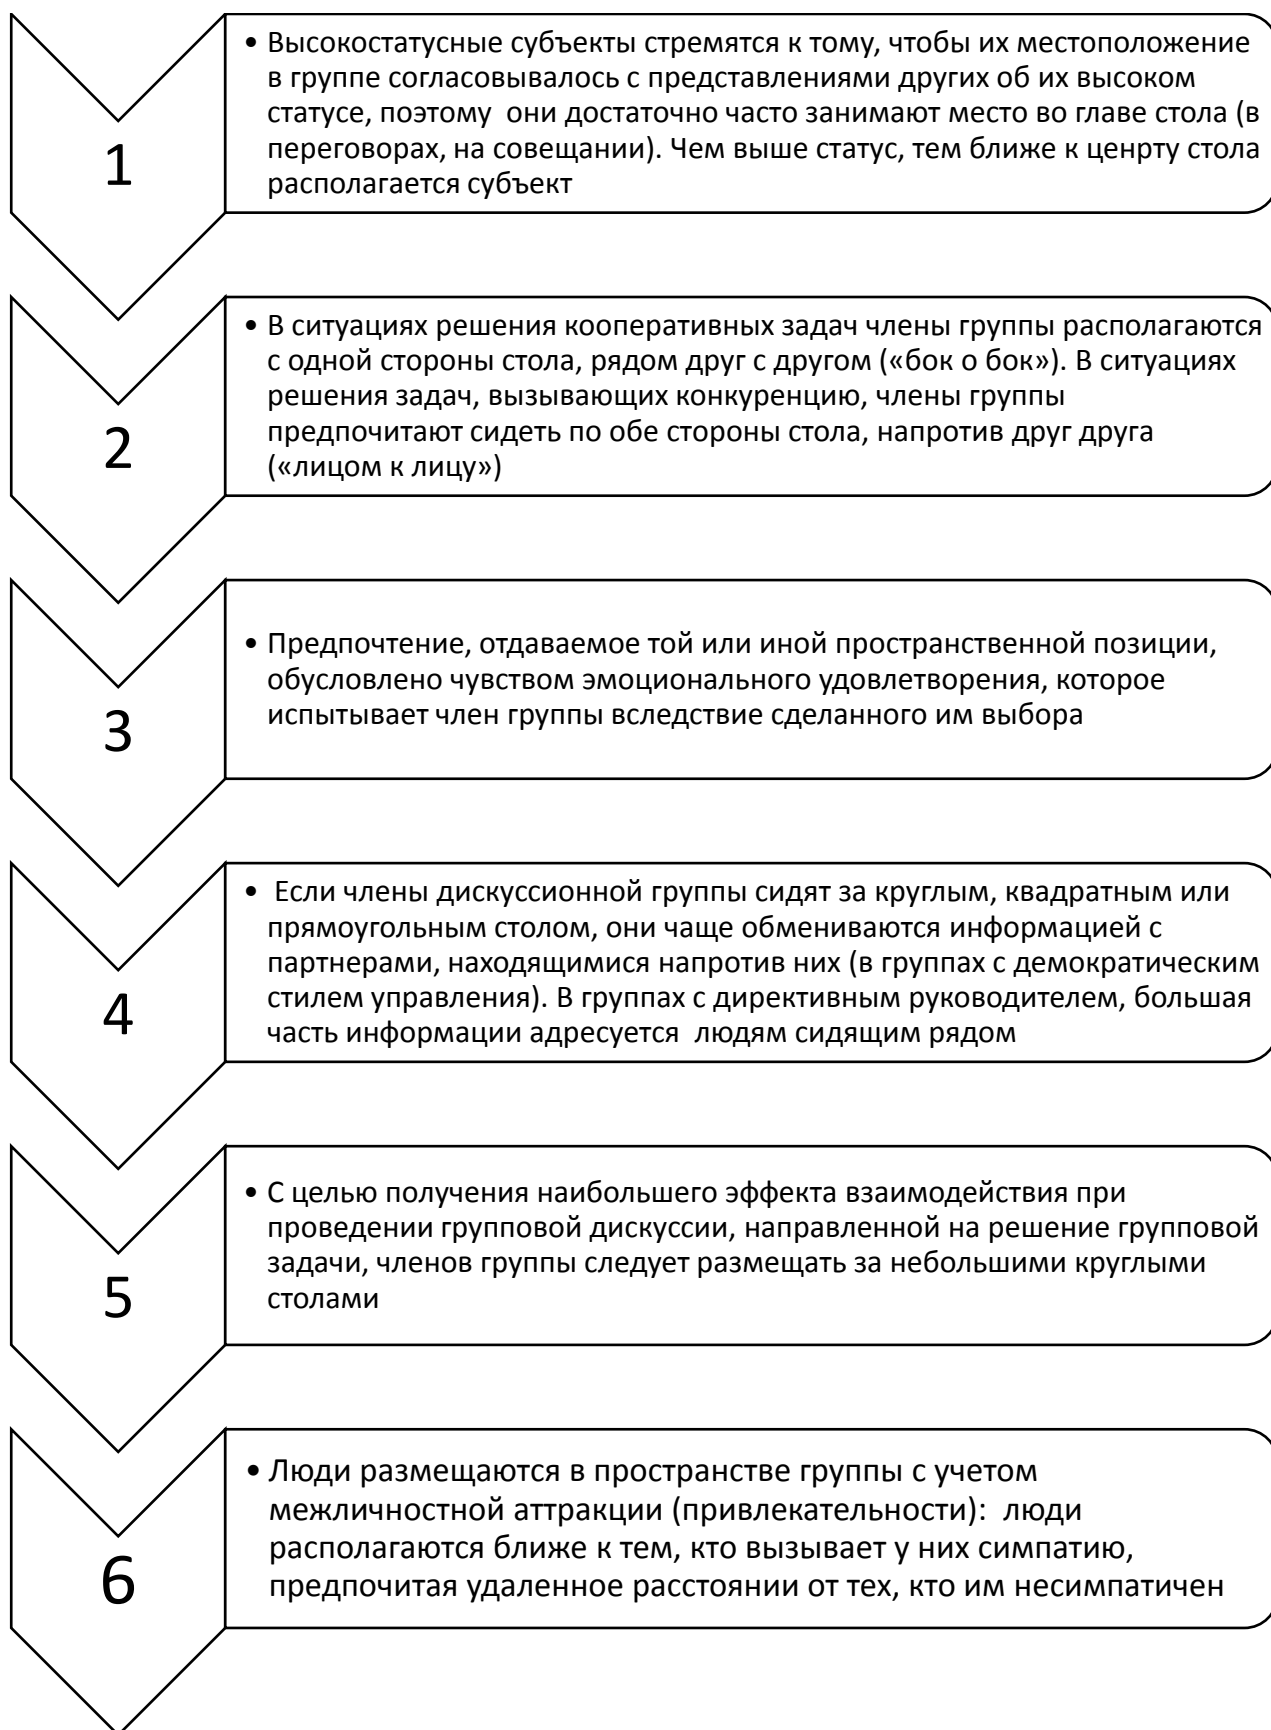 • Высокостатусные субъекты стремятся к тому, чтобы их местоположение
в группе согласовывалось с представлениями других об их высоком
статусе, поэтому  они достаточно часто занимают место во главе стола (в
переговорах, на совещании). Чем выше статус, тем ближе к ценрту стола
располагается субъект
1
• В ситуациях решения кооперативных задач члены группы располагаются
с одной стороны стола, рядом друг с другом («бок о бок»). В ситуациях
решения задач, вызывающих конкуренцию, члены группы
предпочитают сидеть по обе стороны стола, напротив друг друга
(«лицом к лицу»)
2
• Предпочтение, отдаваемое той или иной пространственной позиции,
обусловлено чувством эмоционального удовлетворения, которое
испытывает член группы вследствие сделанного им выбора
3
•  Если члены дискуссионной группы сидят за круглым, квадратным или
прямоугольным столом, они чаще обмениваются информацией с
партнерами, находящимися напротив них (в группах с демократическим
стилем управления). В группах с директивным руководителем, большая
часть информации адресуется  людям сидящим рядом
4
• С целью получения наибольшего эффекта взаимодействия при
проведении групповой дискуссии, направленной на решение групповой
задачи, членов группы следует размещать за небольшими круглыми
столами
5
• Люди размещаются в пространстве группы с учетом
межличностной аттракции (привлекательности):  люди
располагаются ближе к тем, кто вызывает у них симпатию,
предпочитая удаленное расстоянии от тех, кто им несимпатичен
6